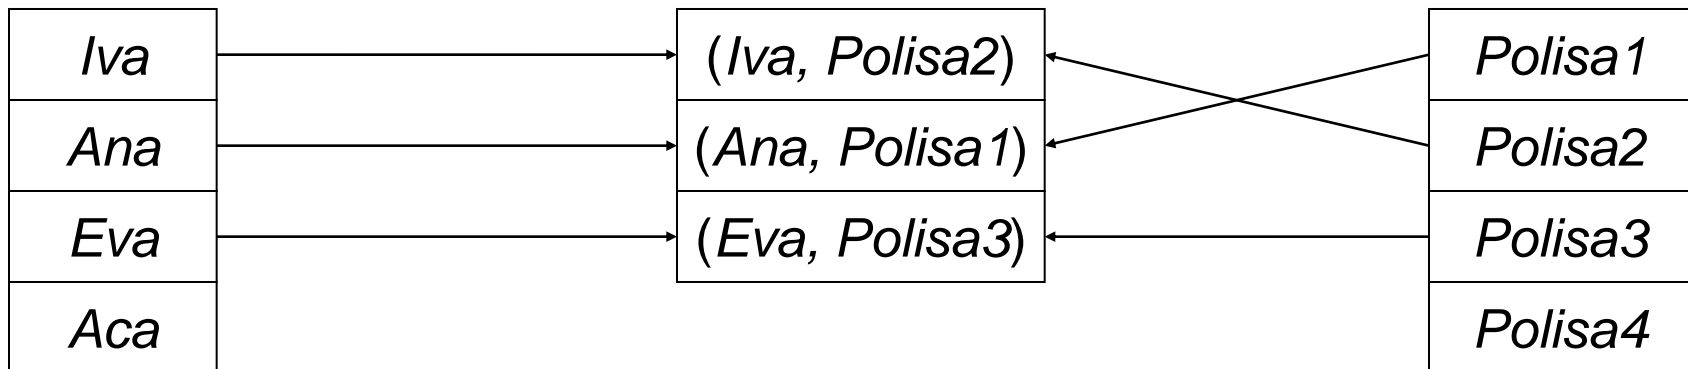 Iva
(Iva, Polisa2)
Polisa1
Ana
(Ana, Polisa1)
Polisa2
Eva
(Eva, Polisa3)
Polisa3
Aca
Polisa4